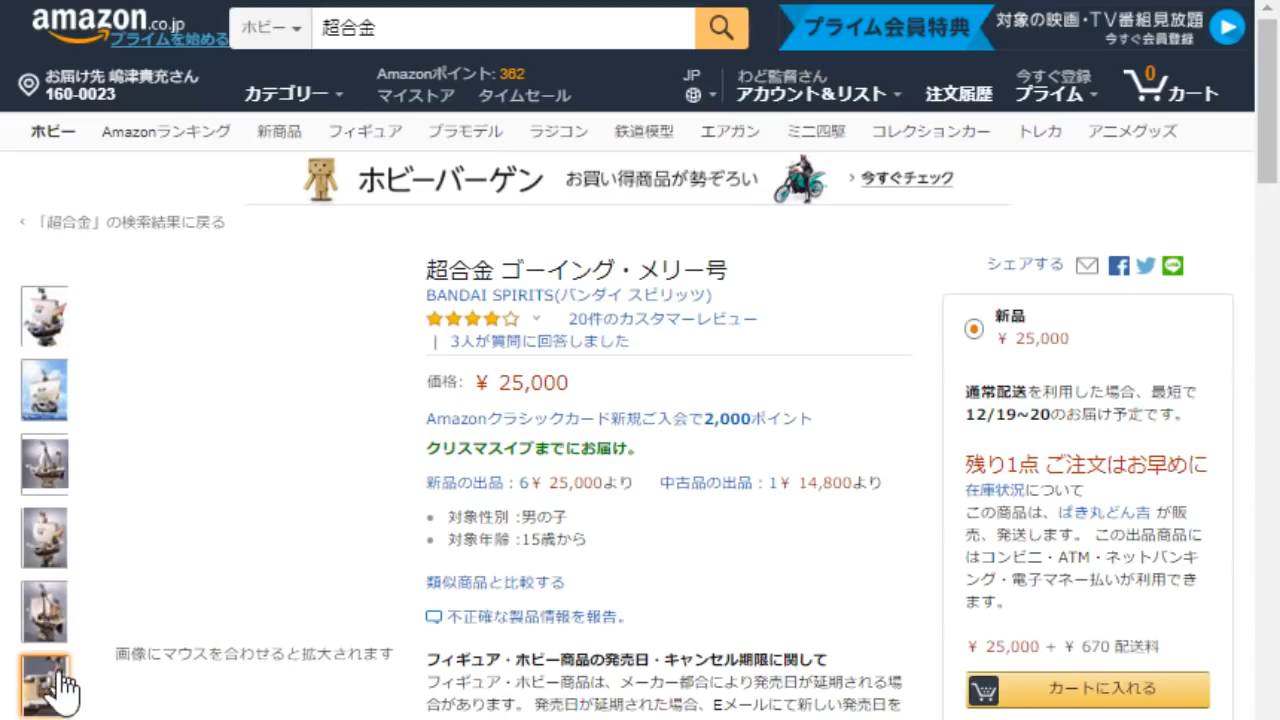 amazon.co.jp
プライムを始める
ホビー
超合金
プライム会員特典
対象の映画・TV番組見放題
今すぐ会員登録
お届け先 嶋津貴充さん
160-0023
カテゴリー
Amazonポイント: 362
マイストア タイムセール
JP
わど監督さん
アカウント&リスト
注文履歴
今すぐ登録
プライム
0
カート
ホビー Amazonランキング 新商品 フィギュア プラモデル ラジコン 鉄道模型 エアガン ミニ四駆 コレクションカー トレカ アニメグッズ
ホビーバーゲン お買い得商品が勢ぞろい › 今すぐチェック
‹ 「超合金」の検索結果に戻る
超合金 ゴーイング・メリー号
BANDAI SPIRITS(バンダイ スピリッツ)
20件のカスタマーレビュー
| 3人が質問に回答しました
価格: ¥ 25,000
Amazonクラシックカード新規ご入会で2,000ポイント
クリスマスイブまでにお届け。
新品の出品:6¥ 25,000より 中古品の出品:1¥ 14,800より
• 対象性別 :男の子
• 対象年齢 :15歳から
類似商品と比較する
不正確な製品情報を報告。
画像にマウスを合わせると拡大されます
フィギュア・ホビー商品の発売日・キャンセル期限に関して
フィギュア・ホビー商品は、メーカー都合により発売日が延期される場
合があります。 発売日が延期された場合、Eメールにて新しい発売日を
シェアする
新品
¥ 25,000
通常配送を利用した場合、最短で
12/19~20のお届け予定です。
残り1点 ご注文はお早めに
在庫状況について
この商品は、ぱき丸どん吉 が販
売、発送します。 この出品商品に
はコンビニ・ATM・ネットバンキ
ング・電子マネー払いが利用でき
ます。
¥ 25,000 + ¥ 670 配送料
カートに入れる